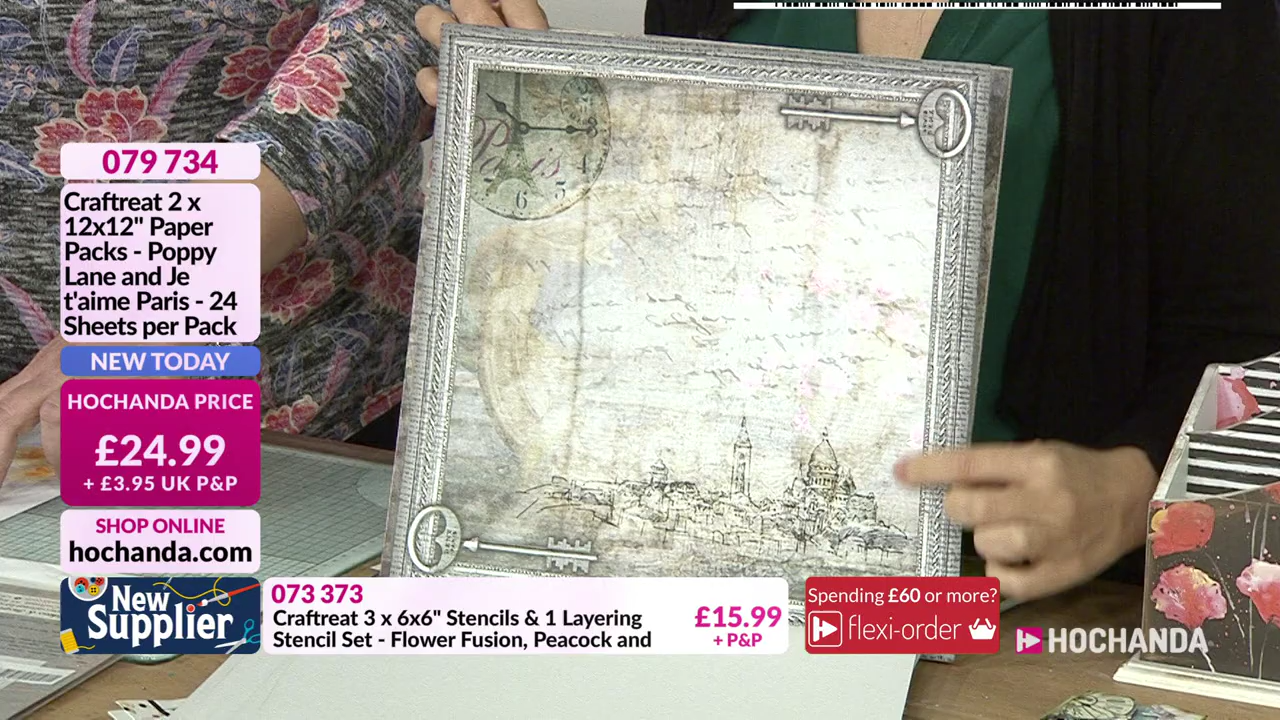 079 734
Craftreat 2 x
12x12" Paper
Packs - Poppy
Lane and Je
t'aime Paris - 24
Sheets per Pack
NEW TODAY
HOCHANDA PRICE
£24.99
+ £3.95 UK P&P
SHOP ONLINE
hochanda.com
New
Supplier
073 373
Craftreat 3 x 6x6" Stencils & 1 Layering
Stencil Set - Flower Fusion, Peacock and
£15.99
+ P&P
Spending £60 or more?
flexi-order
HOCHANDA
Paris
6
5